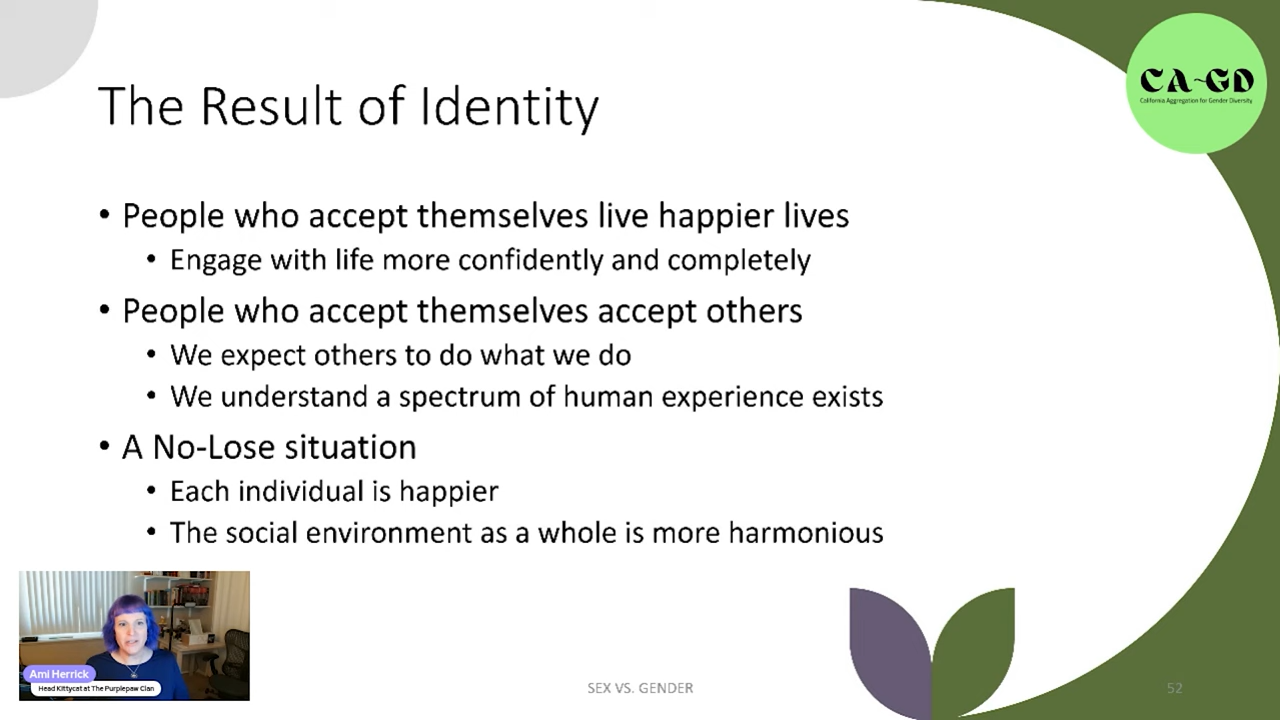 CA~GD
California Aggregation for Gender Diversity
The Result of Identity
• People who accept themselves live happier lives
• Engage with life more confidently and completely
• People who accept themselves accept others
• We expect others to do what we do
• We understand a spectrum of human experience exists
• A No-Lose situation
• Each individual is happier
• The social environment as a whole is more harmonious
Ami Herrick
Head Kittycat at The Purplepaw Clan
SEX VS. GENDER
52